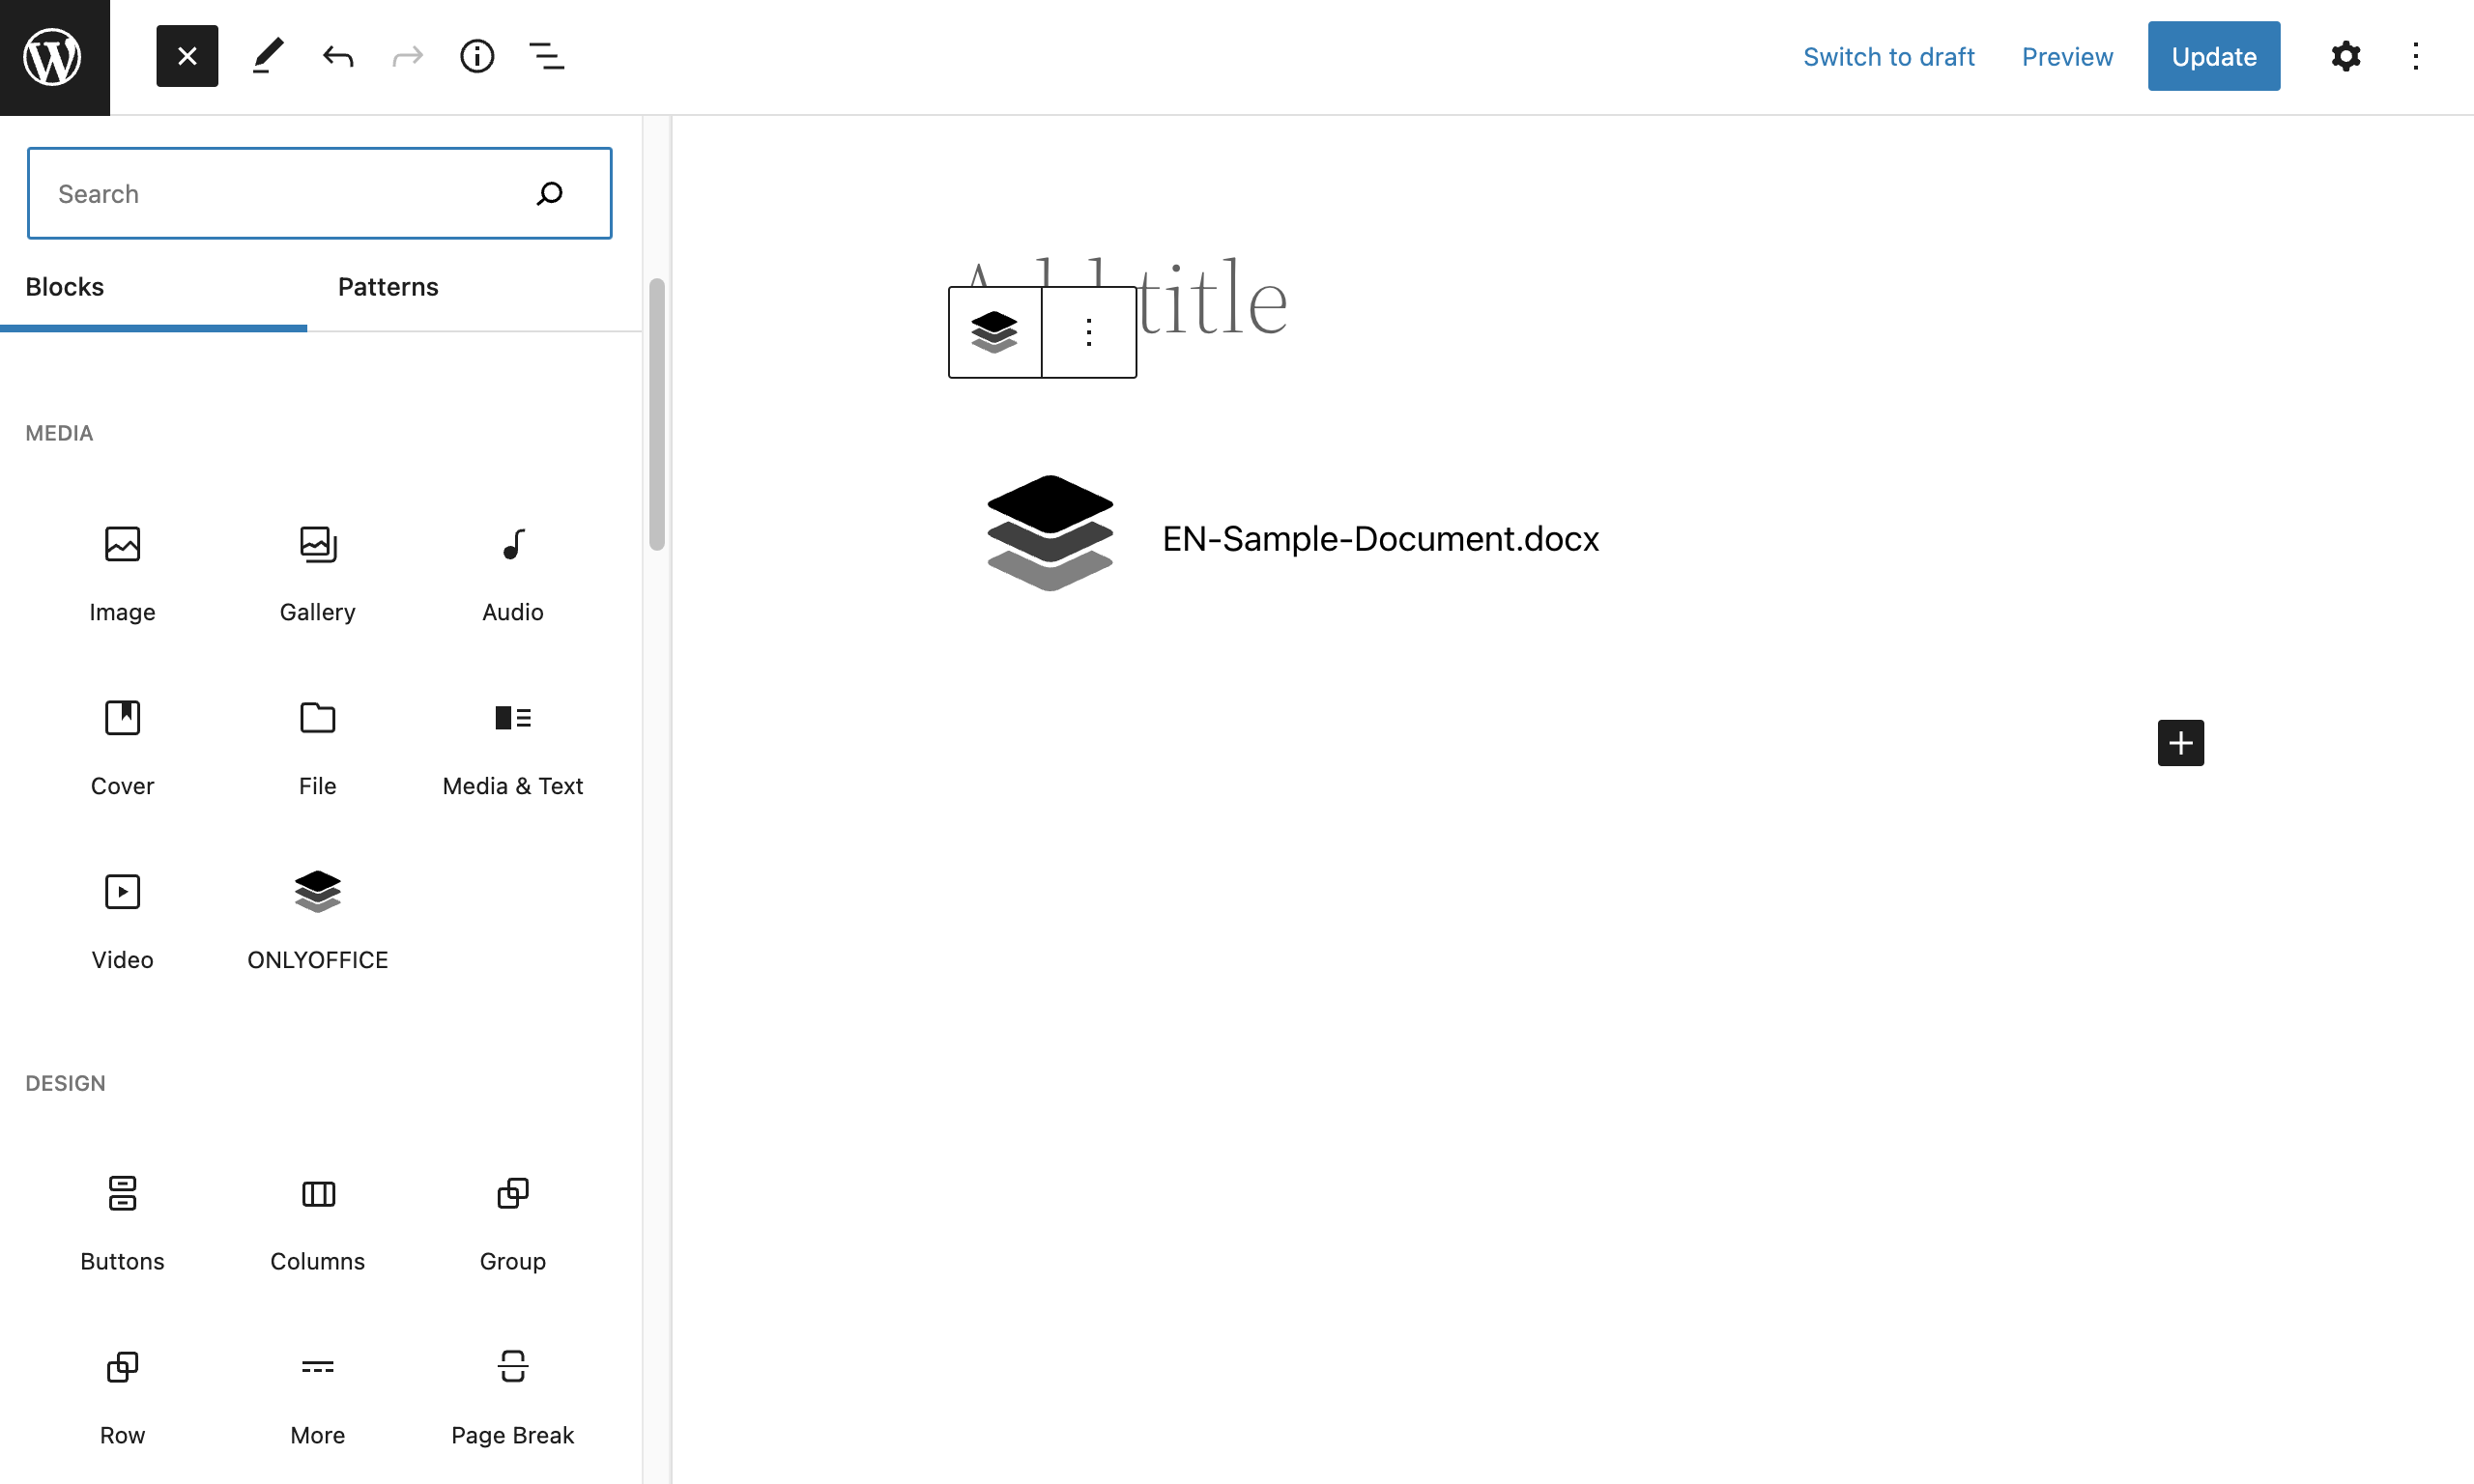 Switch to draft Preview Update
Search
Blocks Patterns
Add title
MEDIA
Image Gallery Audio
EN-Sample-Document.docx
Cover File Media & Text
Video ONLYOFFICE
DESIGN
Buttons Columns Group
Row More Page Break